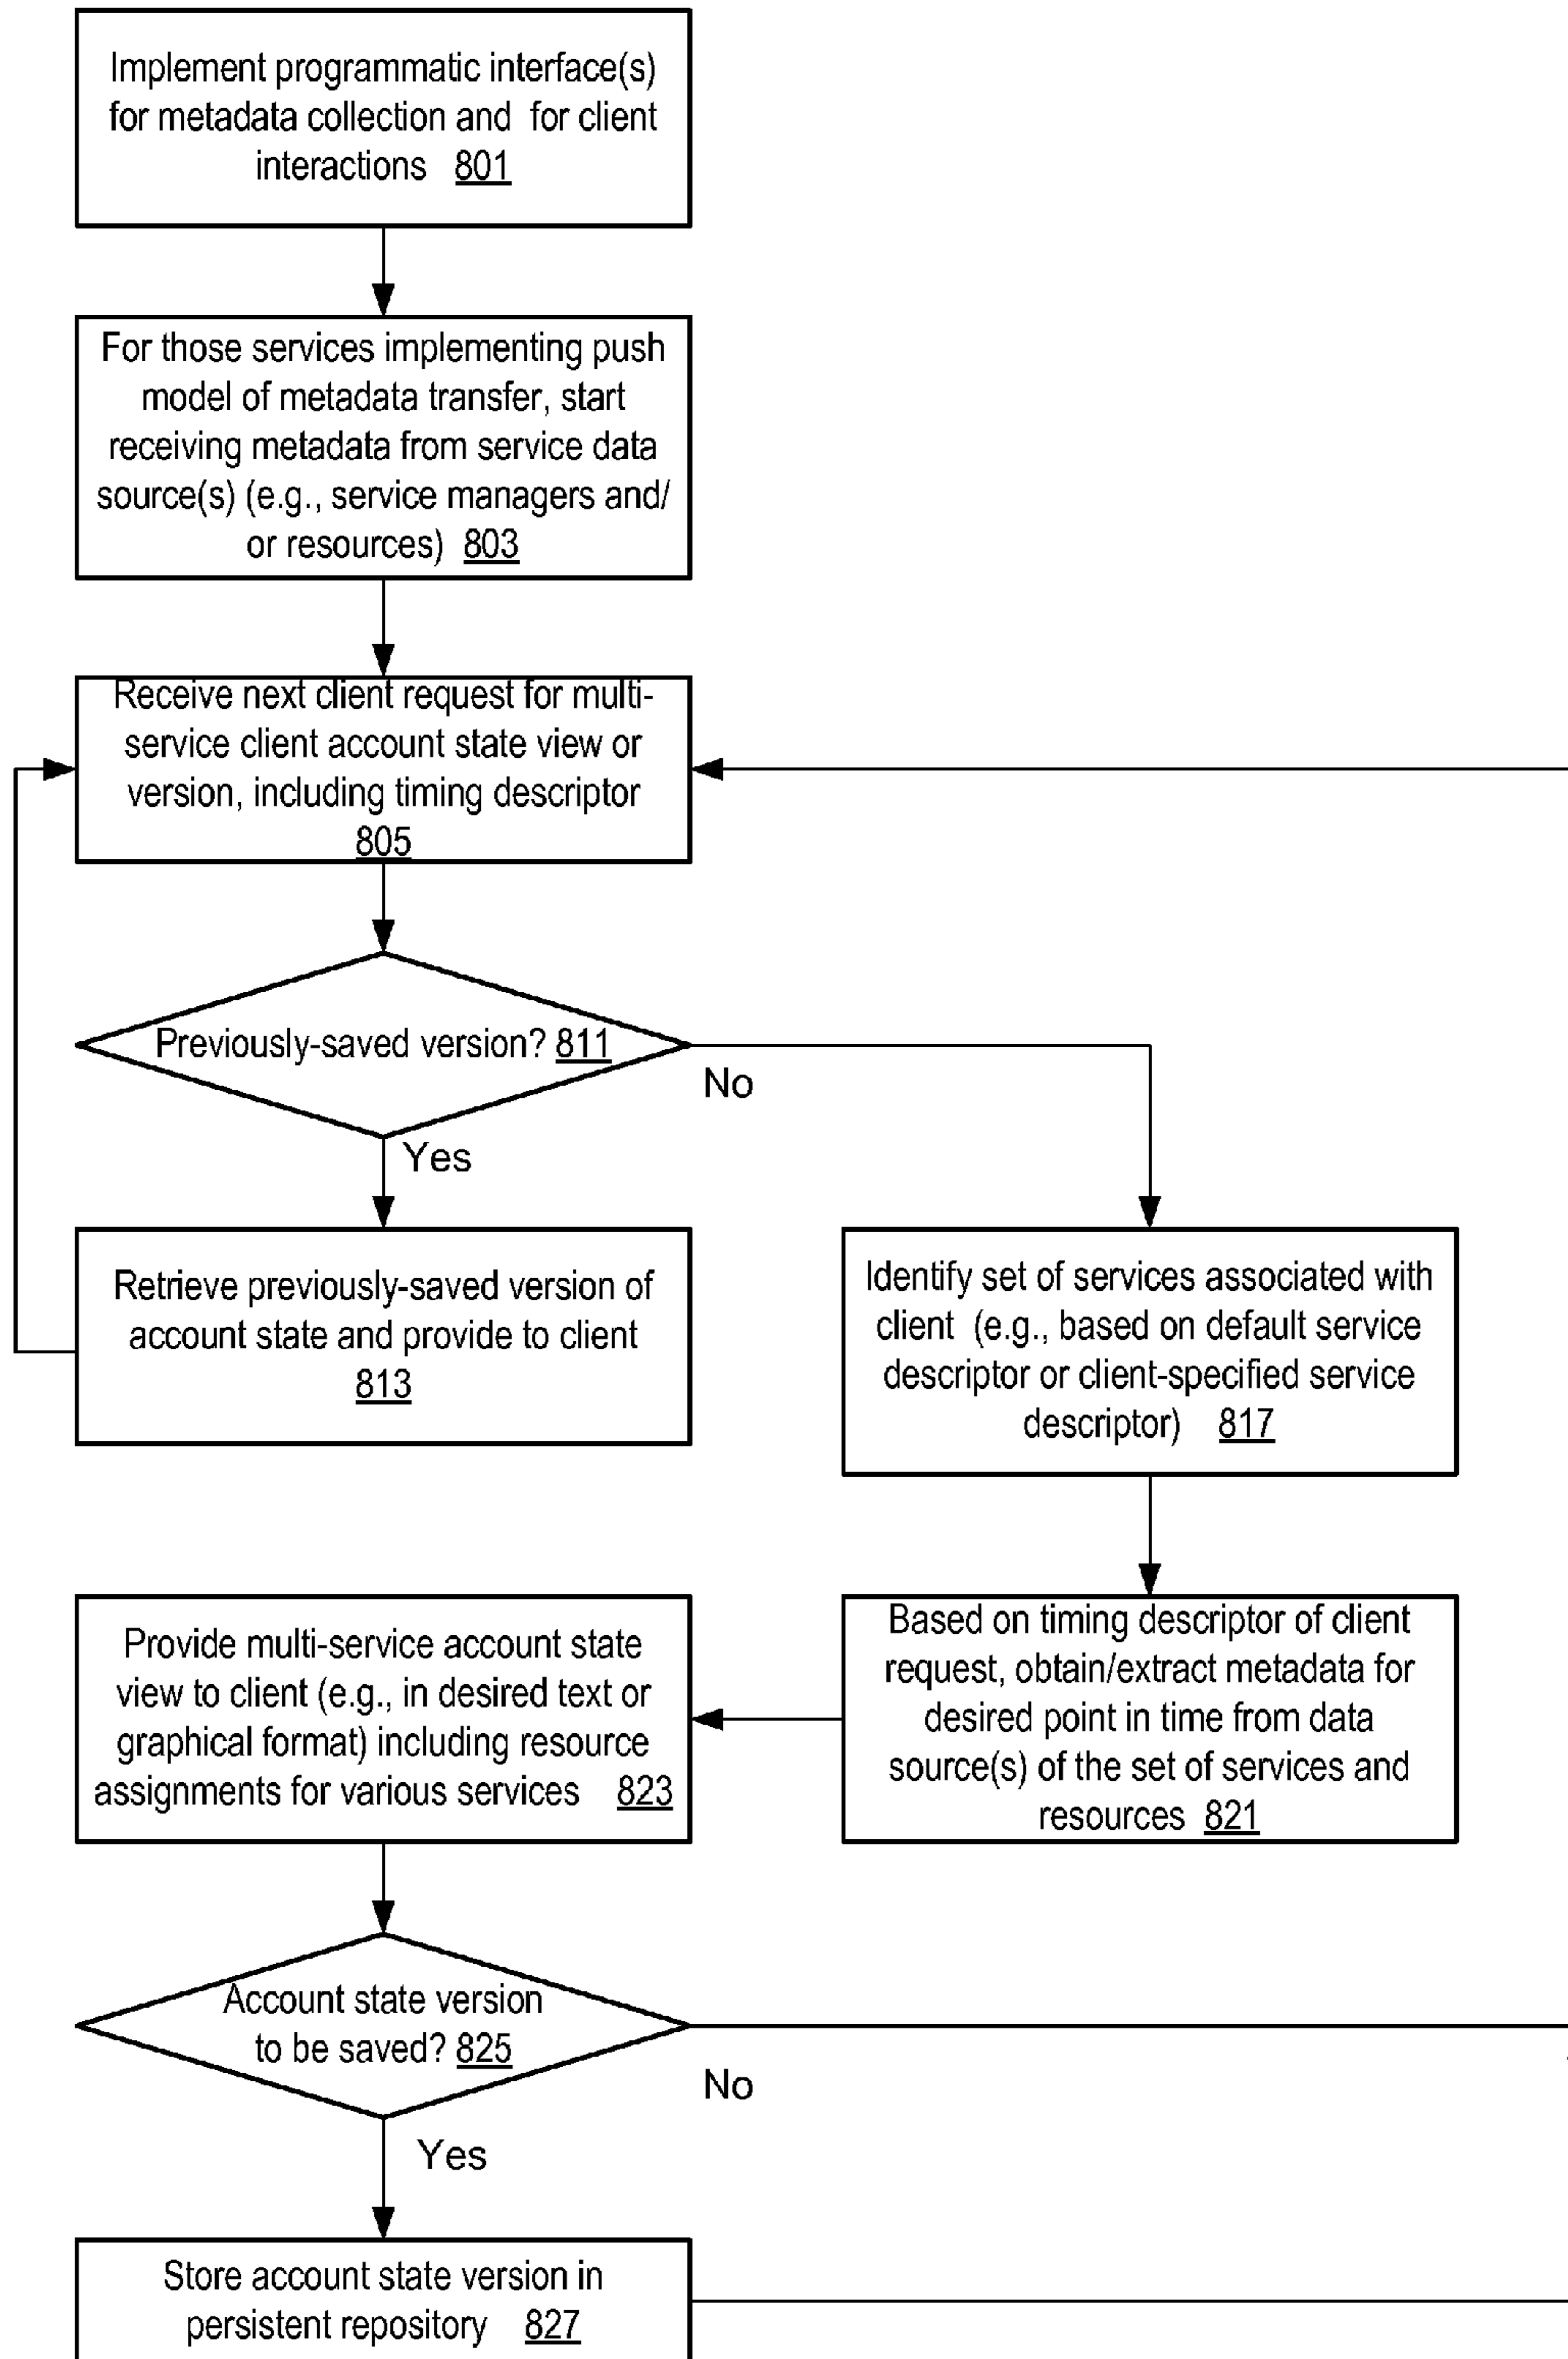 Implement programmatic interface(s)
for metadata collection and for client
interactions 801
For those services implementing push
model of metadata transfer, start
receiving metadata from service data
source(s) (e.g., service managers and/
or resources) 803
Receive next client request for multi-
service client account state view or
version, including timing descriptor
805
Previously-saved version? 811
No
Yes
Retrieve previously-saved version of
account state and provide to client
813
Identify set of services associated with
client (e.g., based on default service
descriptor or client-specified service
descriptor) 817
Based on timing descriptor of client
request, obtain/extract metadata for
desired point in time from data
source(s) of the set of services and
resources 821
Provide multi-service account state
view to client (e.g., in desired text or
graphical format) including resource
assignments for various services 823
Account state version
to be saved? 825
No
Yes
Store account state version in
persistent repository 827